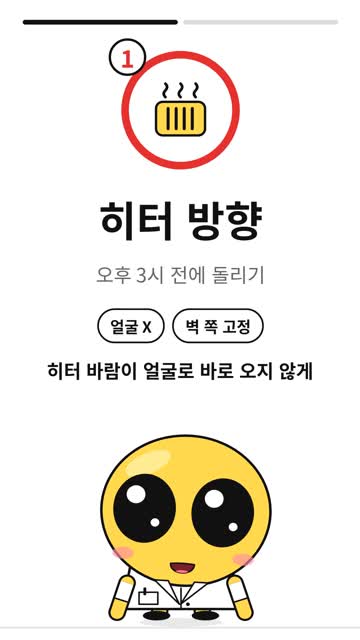 1
히터 방향
오후 3시 전에 돌리기
얼굴 X
벽 쪽 고정
히터 바람이 얼굴로 바로 오지 않게